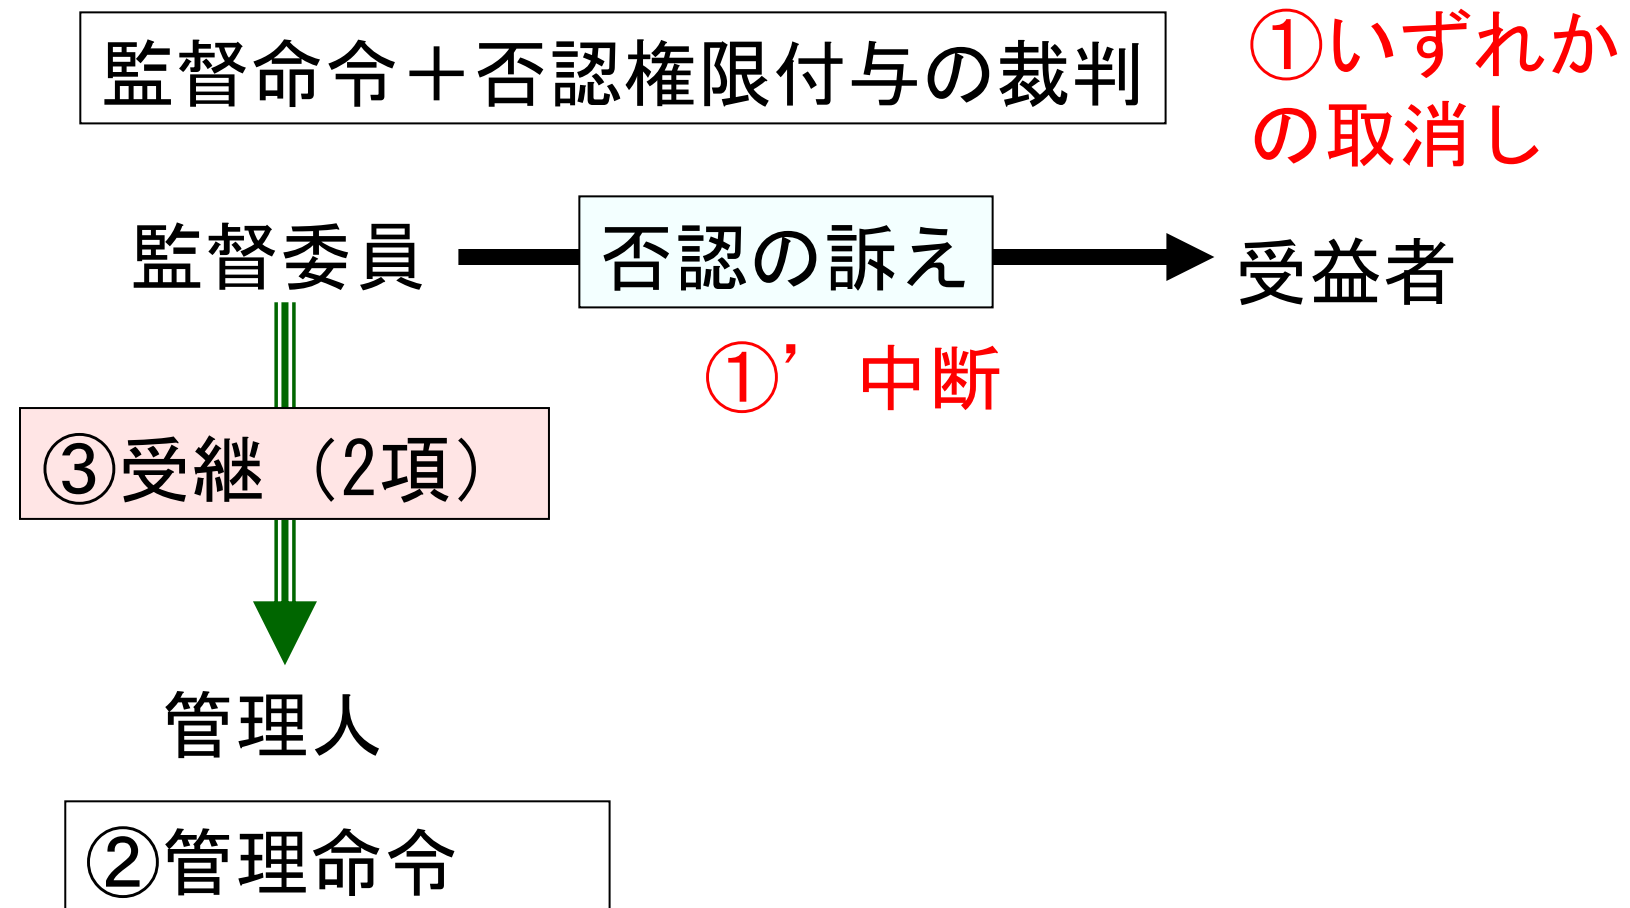 監督命令＋否認権限付与の裁判
①いずれか
の取消し
監督委員
否認の訴え
受益者
①’中断
③受継（2項）
管理人
②管理命令